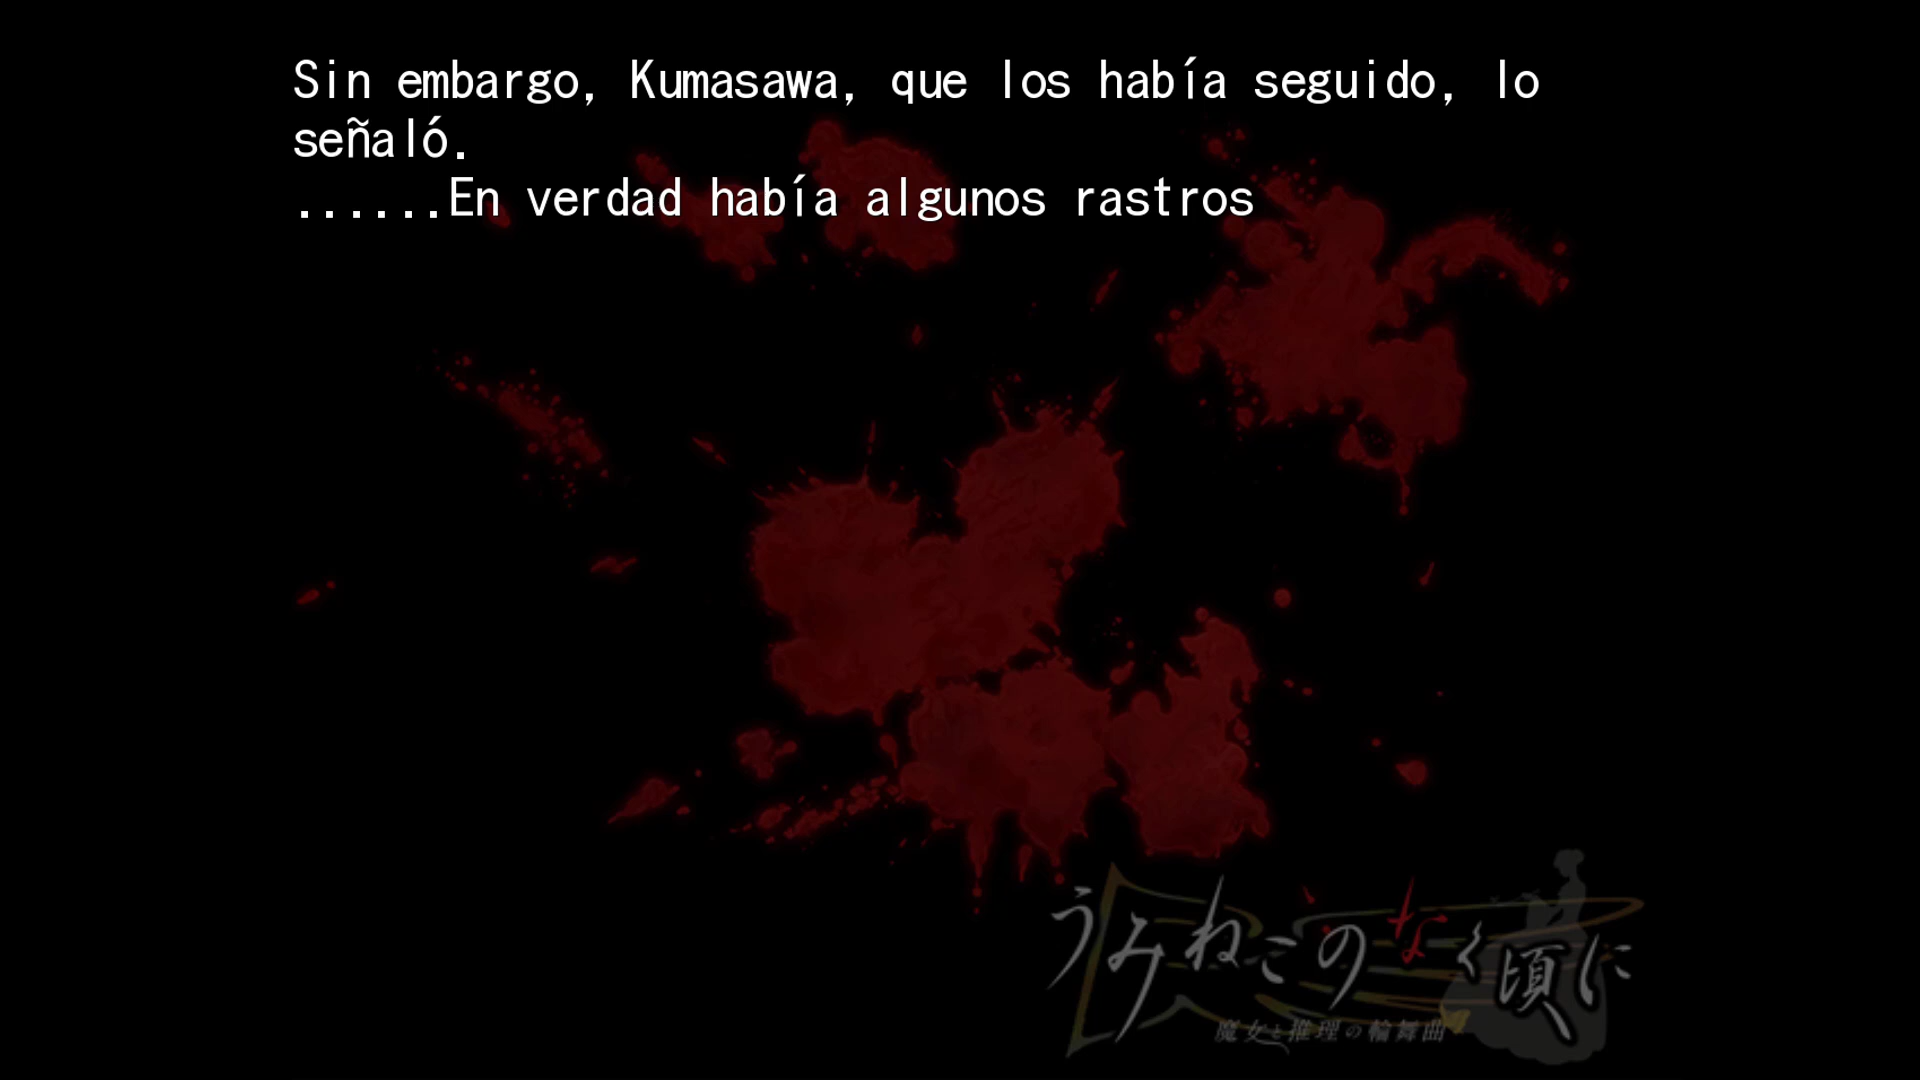 Sin embargo, Kumasawa, que los había seguido, lo
señaló.
......En verdad había algunos rastros
うみねこのなく頃に
魔女と推理の輪舞曲